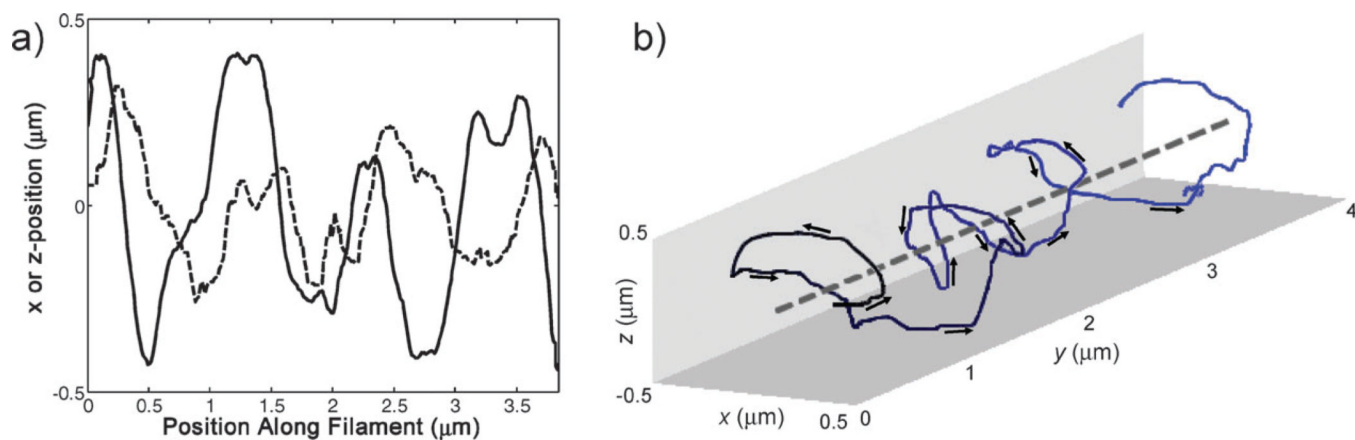 a)
x or z-position (μm)
0.5
0
-0.5
0 0.5 1 1.5 2 2.5 3 3.5
Position Along Filament (μm)
b)
0.5
z (μm)
-0.5
x (μm)
0.5
0
1
2
3
4
y (μm)